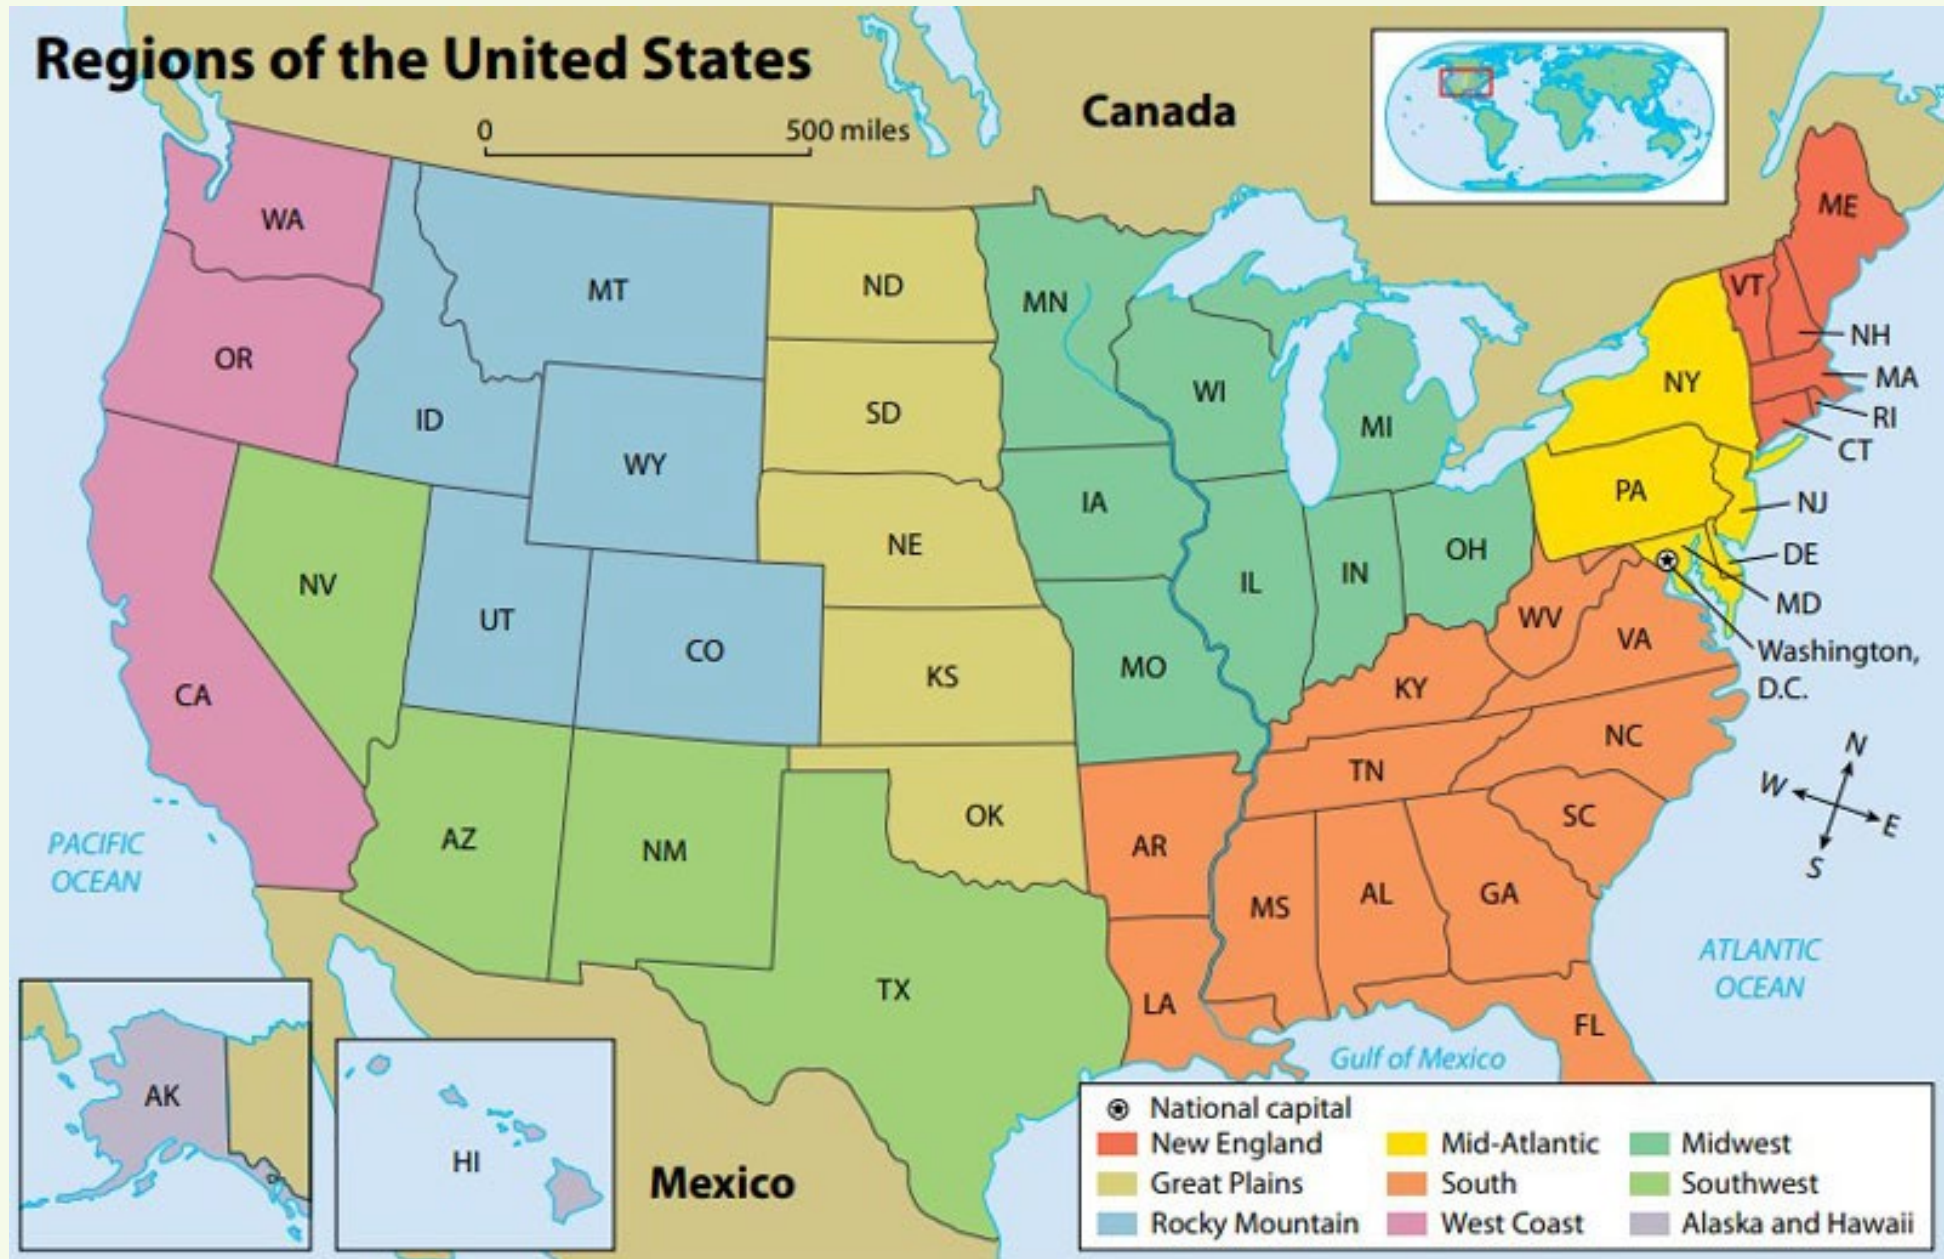 Regions of the United States
0 500 miles
Canada
WA
MT
ND
MN
ME
VT
OR
NH
ID
SD
WI
MI
NY
MA
RI
CT
WY
NE
IA
PA
NJ
NV
UT
CO
IL
IN
OH
DE
MD
WV
VA
Washington,
D.C.
CA
KS
MO
KY
NC
TN
N
W
E
S
PACIFIC
OCEAN
AZ
NM
OK
AR
SC
MS
AL
GA
ATLANTIC
OCEAN
TX
LA
FL
Gulf of Mexico
AK
HI
Mexico
National capital
New England Mid-Atlantic Midwest
Great Plains South Southwest
Rocky Mountain West Coast Alaska and Hawaii